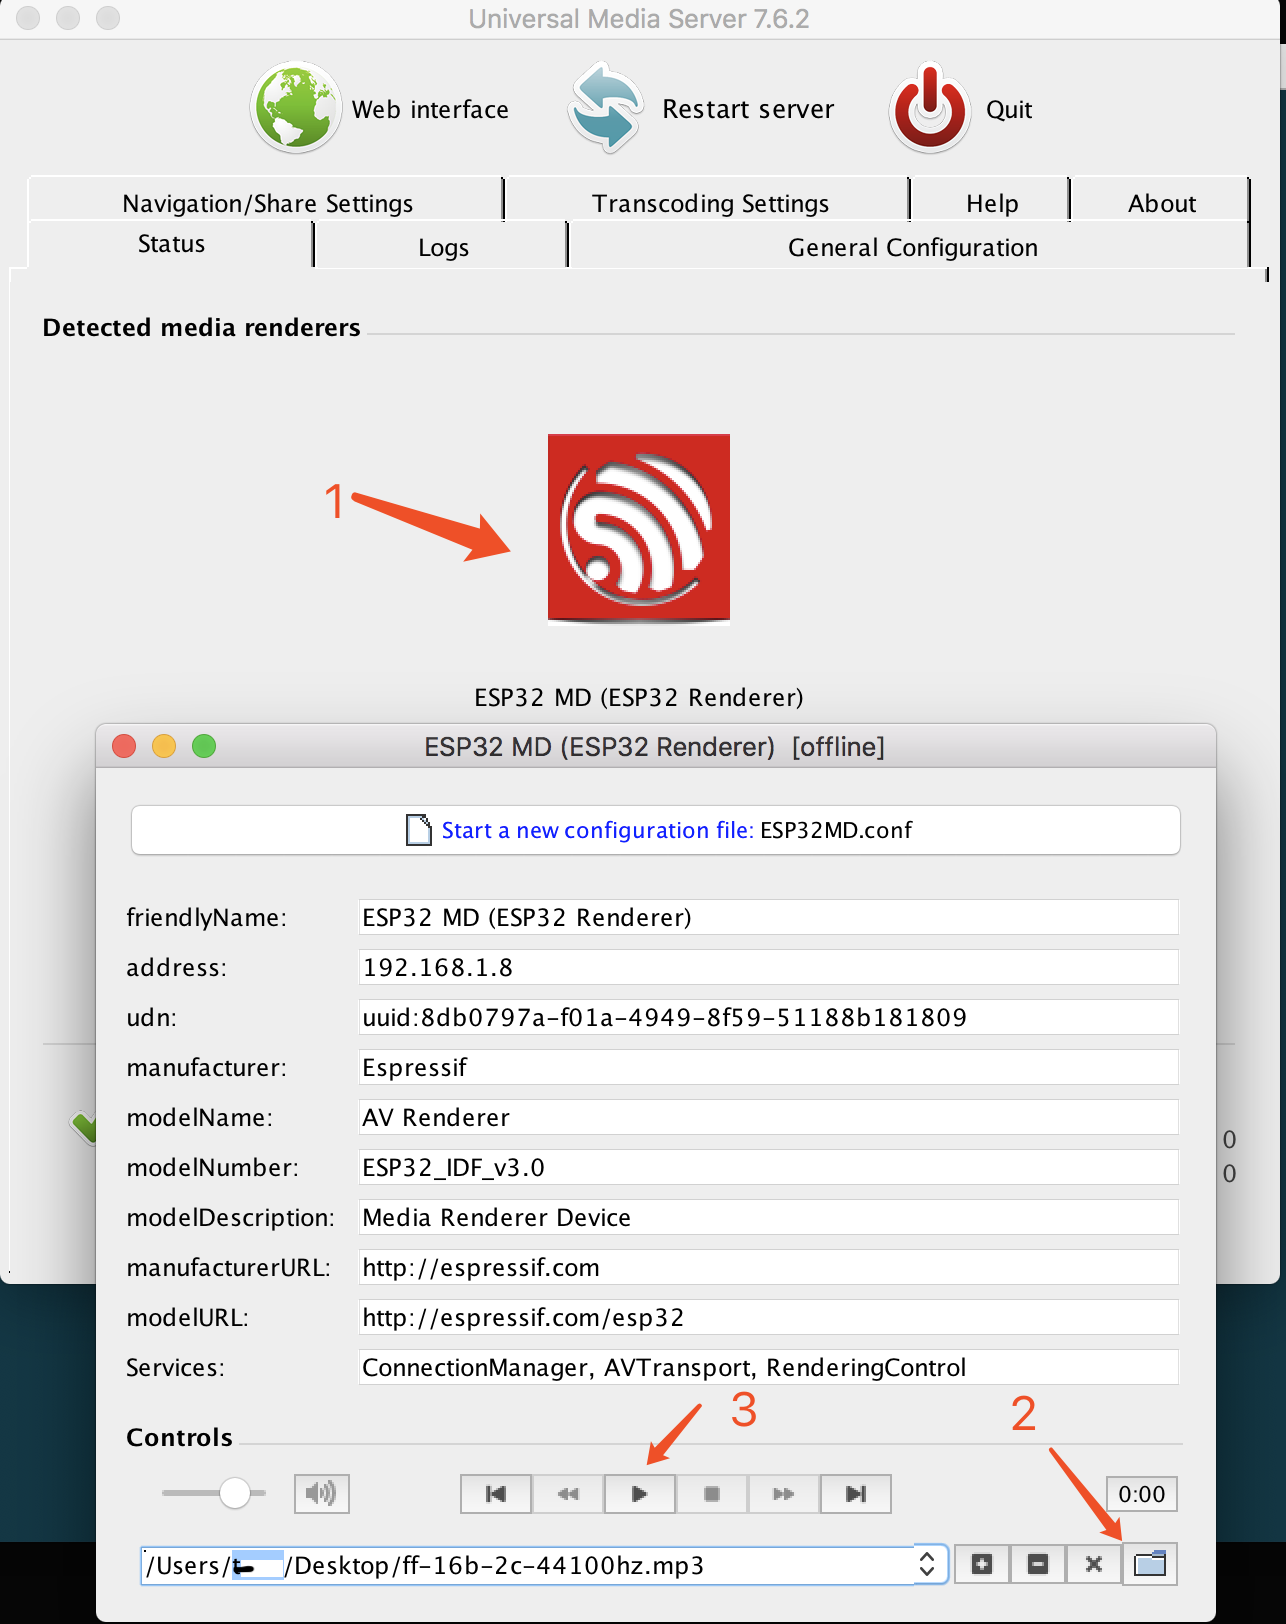 Universal Media Server 7.6.2
Web interface
Restart server
Quit
Navigation/Share Settings
Transcoding Settings
Help
About
Status
Logs
General Configuration
Detected media renderers
1
ESP32 MD (ESP32 Renderer)
ESP32 MD (ESP32 Renderer) [offline]
Start a new configuration file: ESP32MD.conf
friendlyName: ESP32 MD (ESP32 Renderer)
address: 192.168.1.8
udn: uuid:8db0797a-f01a-4949-8f59-51188b181809
manufacturer: Espressif
modelName: AV Renderer
0
modelNumber: ESP32_IDF_v3.0
0
modelDescription: Media Renderer Device
manufacturerURL: http://espressif.com
modelURL: http://espressif.com/esp32
Services: ConnectionManager, AVTransport, RenderingControl
3
2
Controls
0:00
/Users/ /Desktop/ff-16b-2c-44100hz.mp3